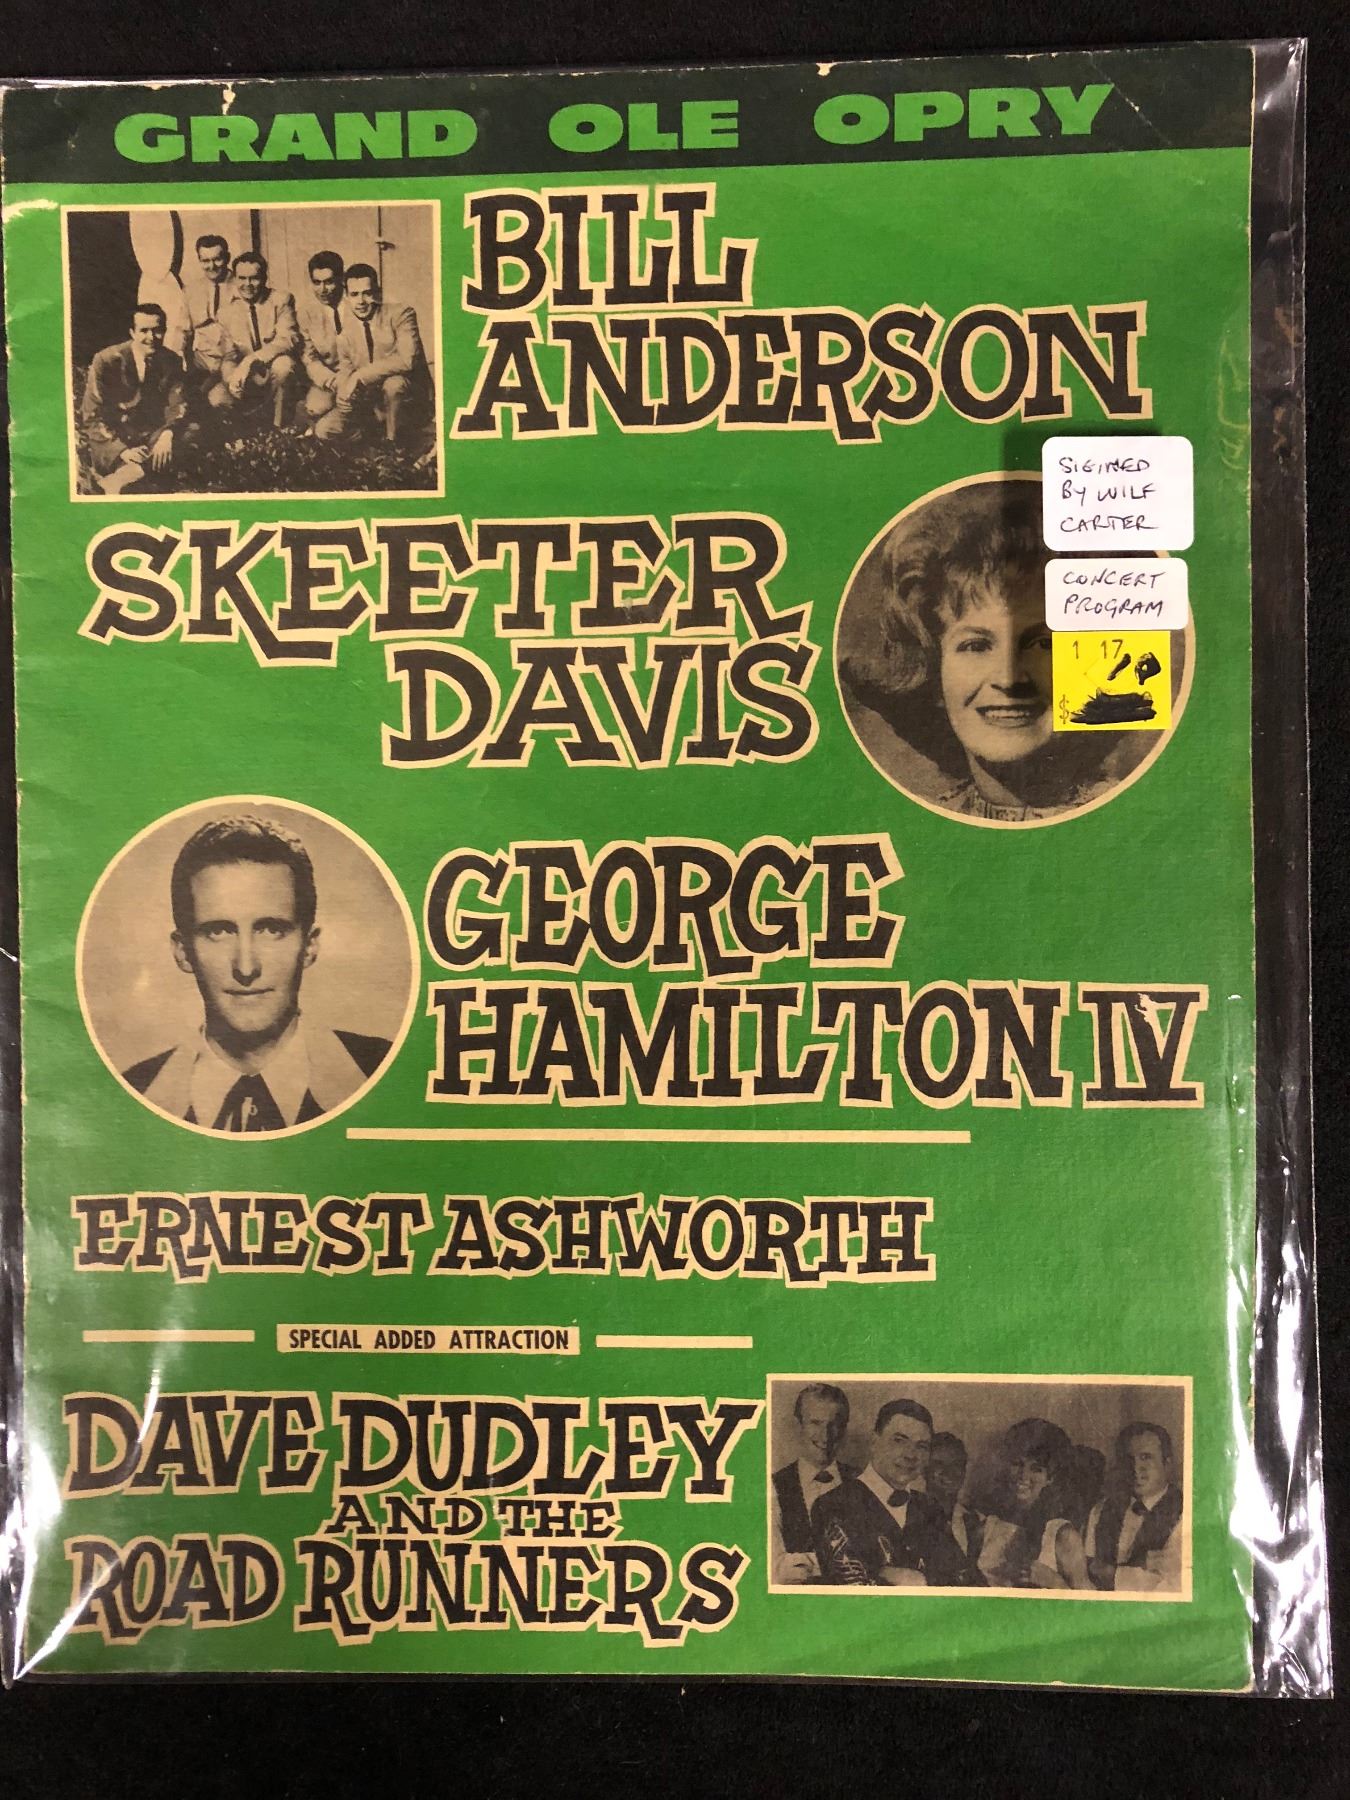 GRAND OLE OPRY
BILL
ANDERSON
SIGNED
BY WILF
CARTER
CONCERT
PROGRAM
1 17
$
SKEETER
DAVIS
GEORGE
HAMILTON IV
ERNEST ASHWORTH
SPECIAL ADDED ATTRACTION
DAVE DUDLEY
AND THE
ROAD RUNNERS